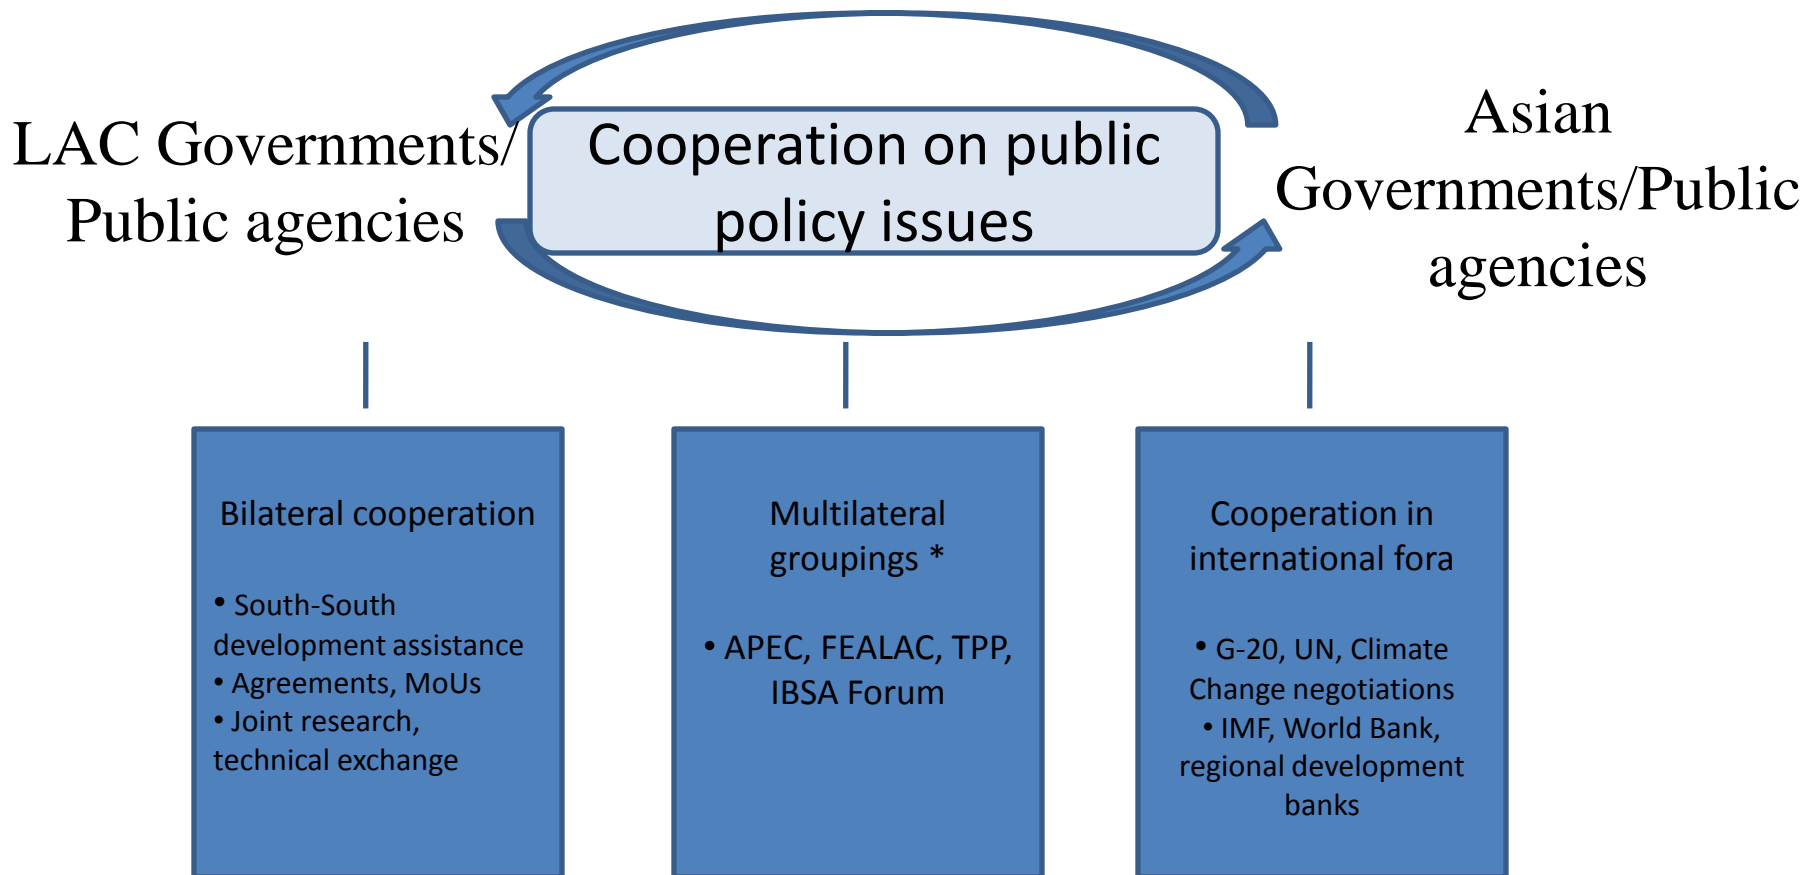 LAC Governments/
Public agencies
Cooperation on public
policy issues
Asian
Governments/Public
agencies
Bilateral cooperation
• South-South
development assistance
• Agreements, MoUs
• Joint research,
technical exchange
Multilateral
groupings *
• APEC, FEALAC, TPP,
IBSA Forum
Cooperation in
international fora
• G-20, UN, Climate
Change negotiations
• IMF, World Bank,
regional development
banks